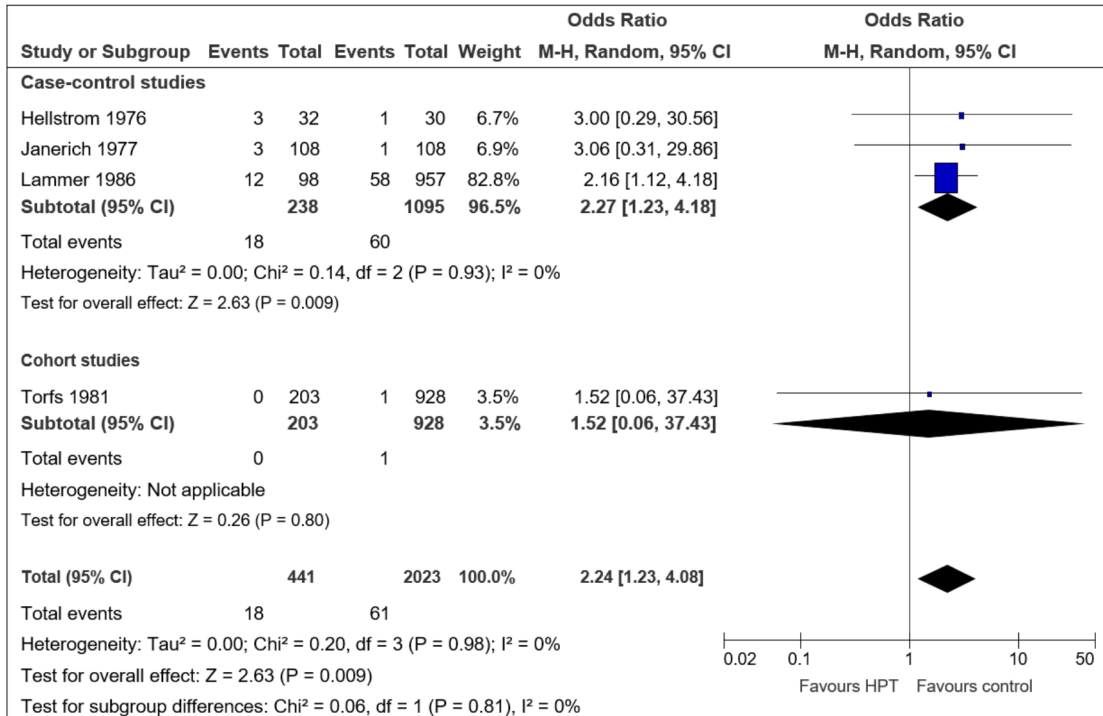 Odds Ratio Odds Ratio
Study or Subgroup Events Total Events Total Weight M-H, Random, 95% CI M-H, Random, 95% CI
Case-control studies
Hellstrom 1976 3 32 1 30 6.7% 3.00 [0.29, 30.56]
Janerich 1977 3 108 1 108 6.9% 3.06 [0.31, 29.86]
Lammer 1986 12 98 58 957 82.8% 2.16 [1.12, 4.18]
Subtotal (95% CI) 238 1095 96.5% 2.27 [1.23, 4.18]
Total events 18 60
Heterogeneity: Tau² = 0.00; Chi² = 0.14, df = 2 (P = 0.93); I² = 0%
Test for overall effect: Z = 2.63 (P = 0.009)
Cohort studies
Torfs 1981 0 203 1 928 3.5% 1.52 [0.06, 37.43]
Subtotal (95% CI) 203 928 3.5% 1.52 [0.06, 37.43]
Total events 0 1
Heterogeneity: Not applicable
Test for overall effect: Z = 0.26 (P = 0.80)
Total (95% CI) 441 2023 100.0% 2.24 [1.23, 4.08]
Total events 18 61
Heterogeneity: Tau² = 0.00; Chi² = 0.20, df = 3 (P = 0.98); I² = 0%
Test for overall effect: Z = 2.63 (P = 0.009)
Test for subgroup differences: Chi² = 0.06, df = 1 (P = 0.81), I² = 0%
0.02 0.1 1 10 50
Favours HPT Favours control